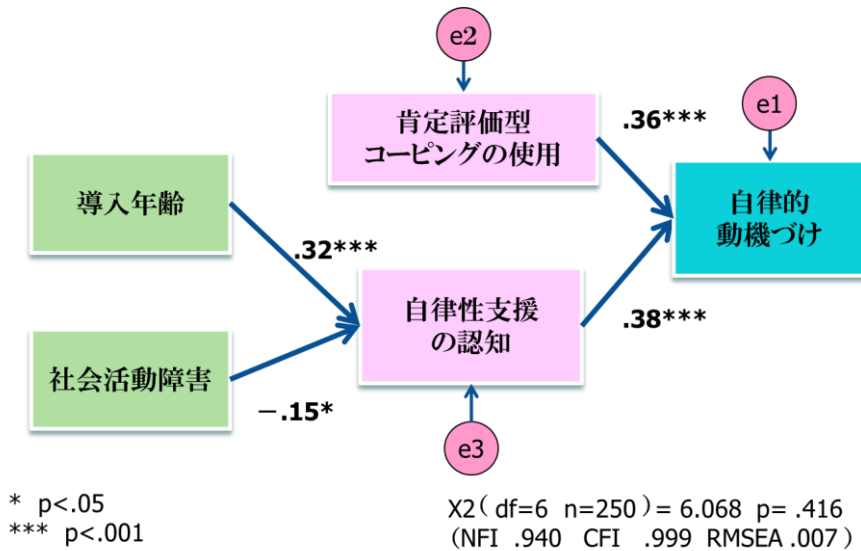 e2
肯定評価型
コーピングの使用
.36***
e1
自律的
動機づけ
導入年齢
.32***
自律性支援
の認知
.38***
社会活動障害
－.15*
e3
* p<.05
*** p<.001
X2( df=6 n=250 )= 6.068 p= .416
(NFI .940 CFI .999 RMSEA .007 )